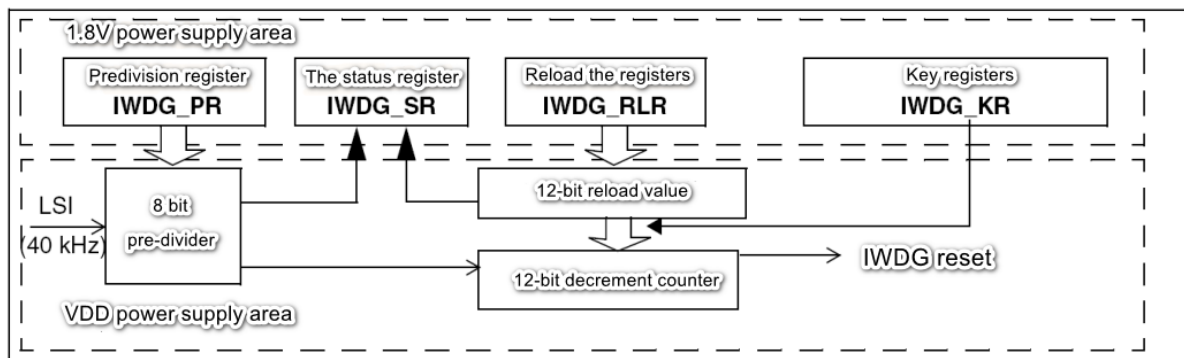 1.8V power supply area
Predivision register
IWDG_PR
The status register
IWDG_SR
Reload the registers
IWDG_RLR
Key registers
IWDG_KR
LSI
(40 kHz)
8 bit
pre-divider
12-bit reload value
12-bit decrement counter
IWDG reset
VDD power supply area